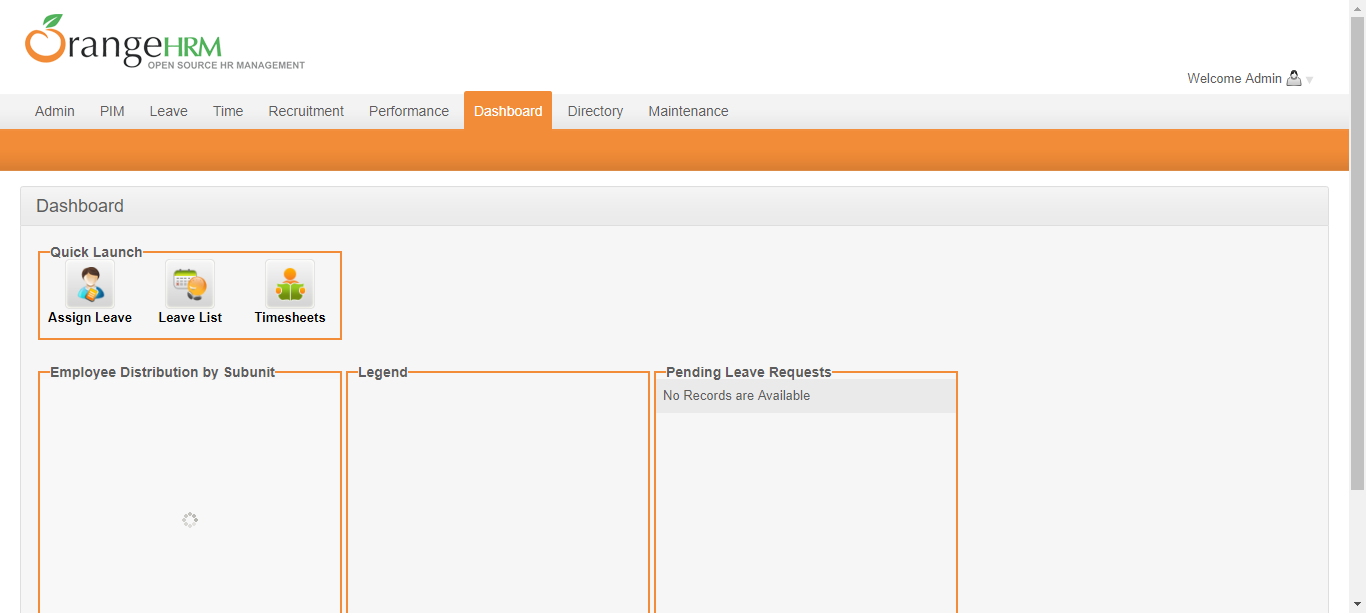 OrangeHRM
OPEN SOURCE HR MANAGEMENT
Welcome Admin
Admin PIM Leave Time Recruitment Performance Dashboard Directory Maintenance
Dashboard
Quick Launch
Assign Leave Leave List Timesheets
Employee Distribution by Subunit Legend Pending Leave Requests
No Records are Available